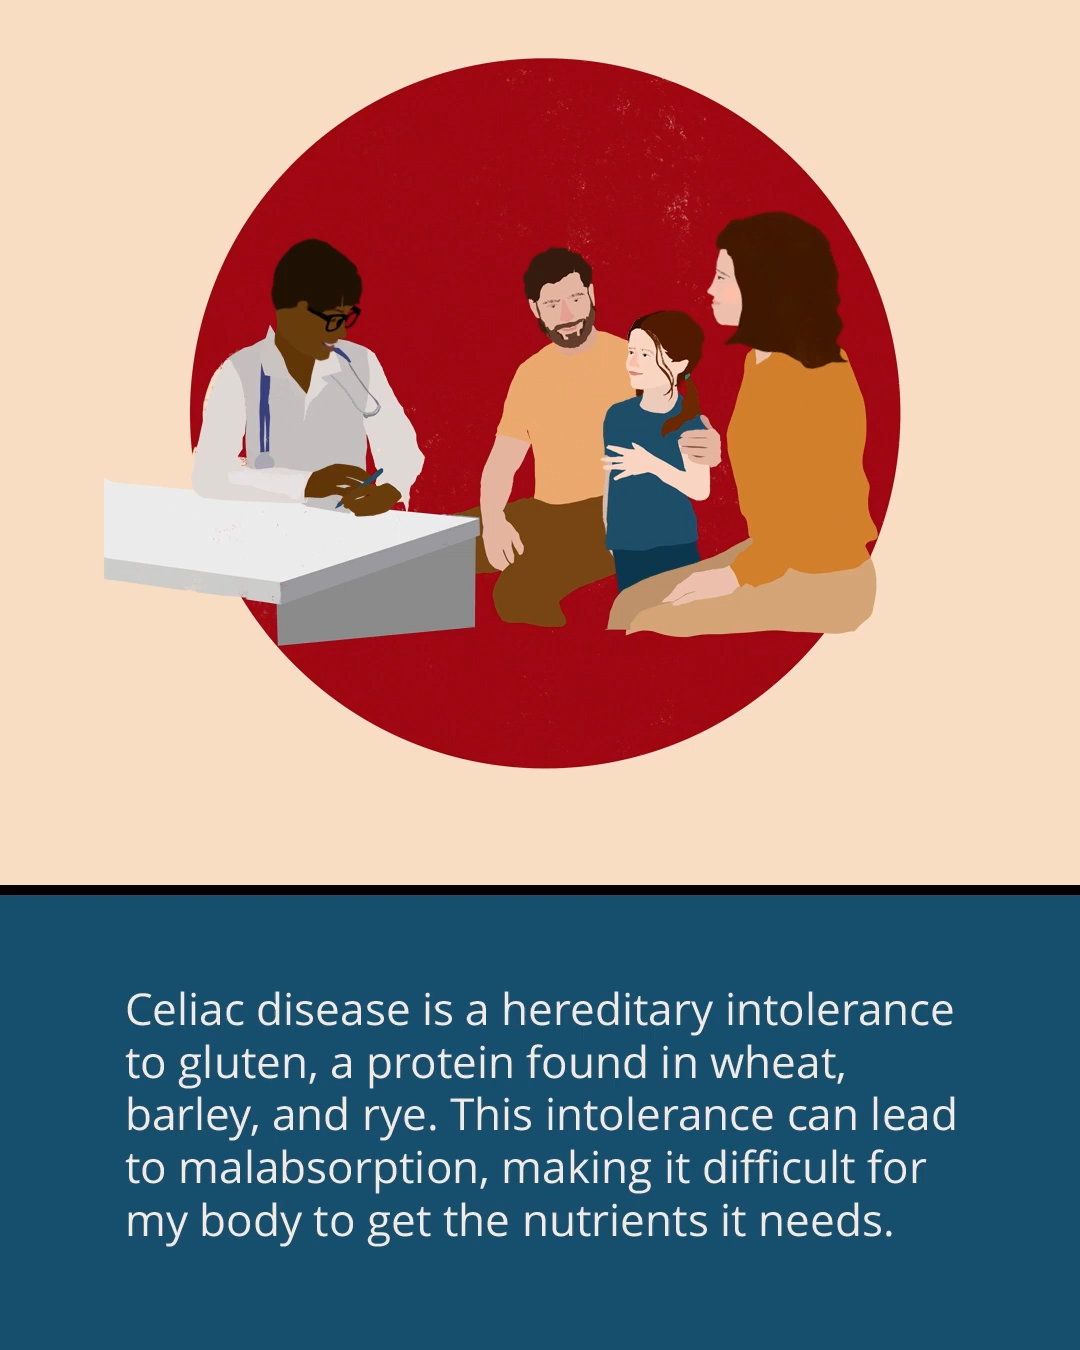 Celiac disease is a hereditary intolerance
to gluten, a protein found in wheat,
barley, and rye. This intolerance can lead
to malabsorption, making it difficult for
my body to get the nutrients it needs.